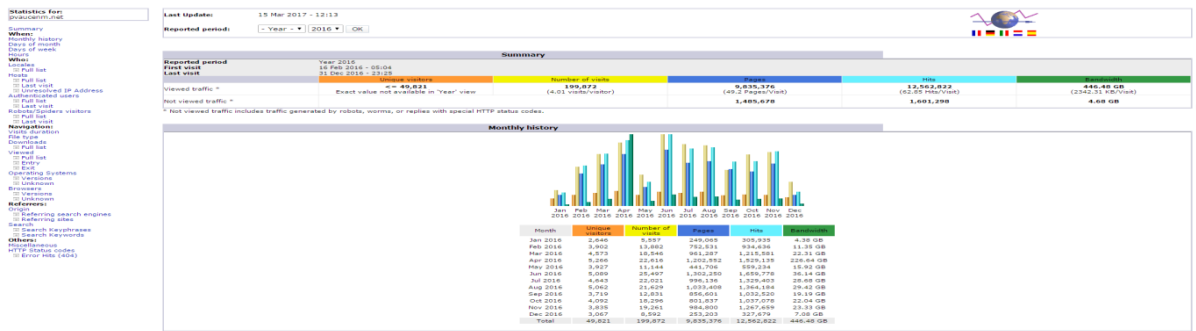 Statistics for:
pvaucenm.net
Summary
When:
Monthly history
Days of month
Days of week
Hours
Who:
Locales
Full list
Hosts
Full list
Last visit
Unresolved IP Address
Authenticated users
Full list
Last visit
Robots/Spiders visitors
Full list
Last visit
Navigation:
Visits duration
File type
Downloads
Full list
Viewed
Full list
Entry
Exit
Operating Systems
Versions
Unknown
Browsers
Versions
Unknown
Referrers:
Origin
Referring search engines
Referring sites
Search
Search Keyphrases
Search Keywords
Others:
Miscellaneous
HTTP Status codes
Error Hits (404)
Last Update: 15 Mar 2017 - 12:13
Reported period: - Year - 2016 OK
Summary
Reported period Year 2016
First visit 16 Feb 2016 - 05:04
Last visit 31 Dec 2016 - 23:25
Unique visitors Number of visits Pages Hits Bandwidth
Viewed traffic * <= 49,821 199,872 9,835,376 12,562,822 446.48 GB
Exact value not available in 'Year' view (4.01 visits/visitor) (49.2 Pages/Visit) (62.85 Hits/Visit) (2342.31 KB/Visit)
Not viewed traffic * 1,485,678 1,601,298 4.68 GB
* Not viewed traffic includes traffic generated by robots, worms, or replies with special HTTP status codes.
Monthly history
Jan Feb Mar Apr May Jun Jul Aug Sep Oct Nov Dec
2016 2016 2016 2016 2016 2016 2016 2016 2016 2016 2016 2016
Month Unique visitors Number of visits Pages Hits Bandwidth
Jan 2016 2,646 5,557 249,065 305,935 4.38 GB
Feb 2016 3,902 13,882 752,531 934,636 11.35 GB
Mar 2016 4,573 18,546 961,287 1,215,581 22.31 GB
Apr 2016 5,266 22,616 1,202,552 1,529,135 226.64 GB
May 2016 3,927 11,144 441,706 559,234 15.92 GB
Jun 2016 5,089 25,497 1,302,250 1,659,778 36.14 GB
Jul 2016 4,643 22,021 996,136 1,329,403 28.68 GB
Aug 2016 5,062 21,629 1,033,408 1,364,184 29.42 GB
Sep 2016 3,719 12,831 856,601 1,032,520 19.19 GB
Oct 2016 4,092 18,296 801,837 1,037,078 22.04 GB
Nov 2016 3,835 19,261 984,800 1,267,659 23.33 GB
Dec 2016 3,067 8,592 253,203 327,679 7.08 GB
Total 49,821 199,872 9,835,376 12,562,822 446.48 GB